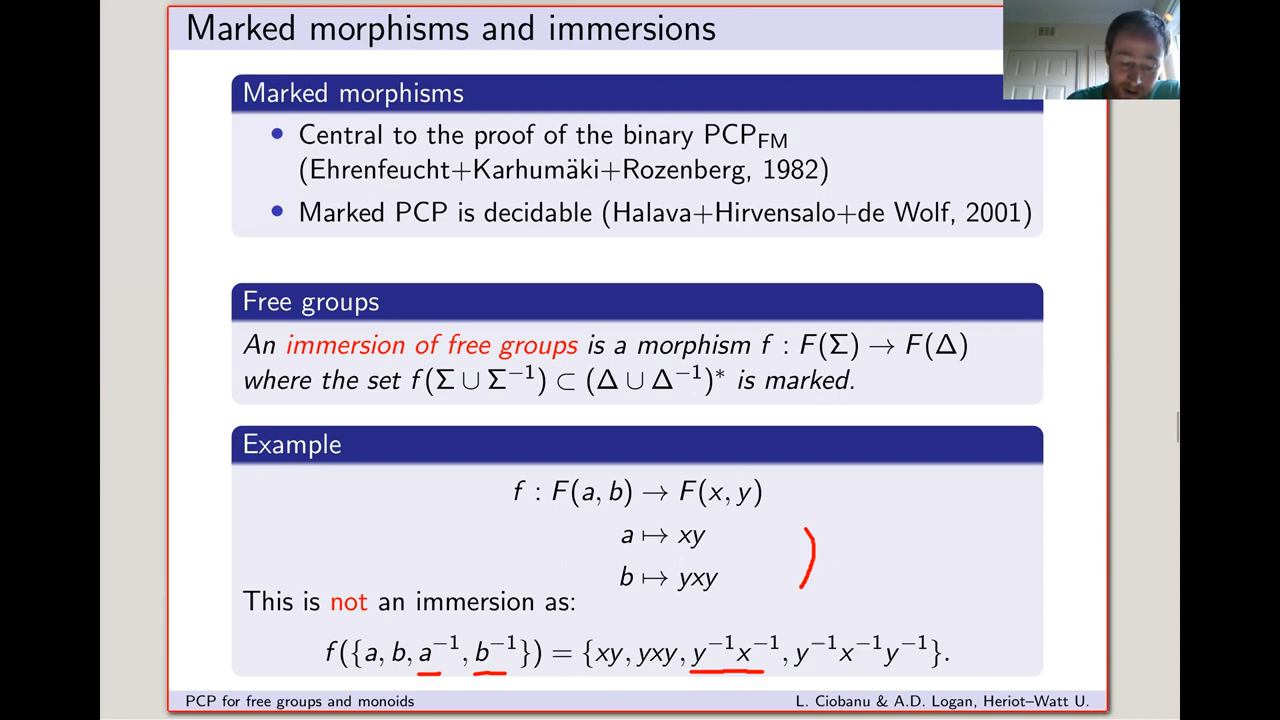 Marked morphisms and immersions
Marked morphisms
• Central to the proof of the binary PCP_FM
(Ehrenfeucht+Karhumäki+Rozenberg, 1982)
• Marked PCP is decidable (Halava+Hirvensalo+de Wolf, 2001)
Free groups
An immersion of free groups is a morphism f : F(Σ) → F(Δ)
where the set f(Σ ∪ Σ⁻¹) ⊂ (Δ ∪ Δ⁻¹)* is marked.
Example
f : F(a, b) → F(x, y)
a ↦ xy
b ↦ yxy
This is not an immersion as:
f({a, b, a⁻¹, b⁻¹}) = {xy, yxy, y⁻¹x⁻¹, y⁻¹x⁻¹y⁻¹}.
PCP for free groups and monoids
L. Ciobanu & A.D. Logan, Heriot–Watt U.